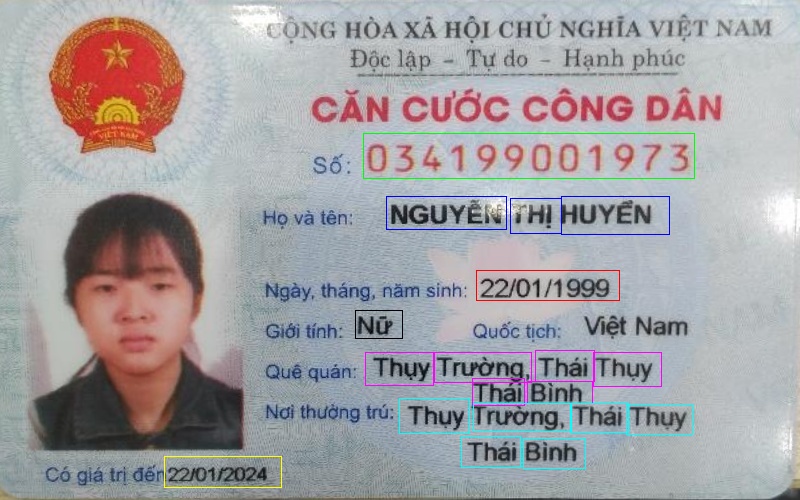 CỘNG HÒA XÃ HỘI CHỦ NGHĨA VIỆT NAM
Độc lập - Tự do - Hạnh phúc
CĂN CƯỚC CÔNG DÂN
Số: 034199001973
Họ và tên: NGUYỄN THỊ HUYỀN
Ngày, tháng, năm sinh: 22/01/1999
Giới tính: Nữ Quốc tịch: Việt Nam
Quê quán: Thụy Trường, Thái Thụy
Thái Bình
Nơi thường trú: Thụy Trường, Thái Thụy
Thái Bình
Có giá trị đến 22/01/2024